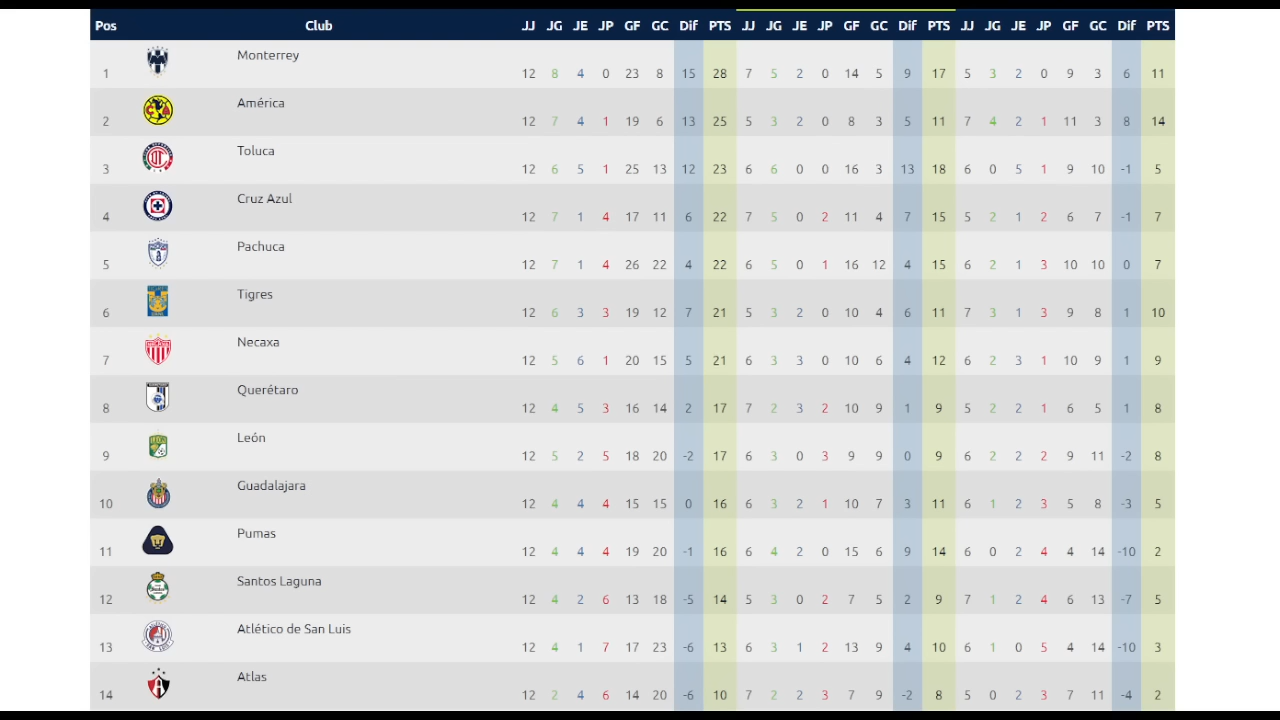 Pos Club JJ JG JE JP GF GC Dif PTS JJ JG JE JP GF GC Dif PTS JJ JG JE JP GF GC Dif PTS
1 Monterrey 12 8 4 0 23 8 15 28 7 5 2 0 14 5 9 17 5 3 2 0 9 3 6 11
2 América 12 7 4 1 19 6 13 25 5 3 2 0 8 3 5 11 7 4 2 1 11 3 8 14
3 Toluca 12 6 5 1 25 13 12 23 6 6 0 0 16 3 13 18 6 0 5 1 9 10 -1 5
4 Cruz Azul 12 7 1 4 17 11 6 22 7 5 0 2 11 4 7 15 5 2 1 2 6 7 -1 7
5 Pachuca 12 7 1 4 26 22 4 22 6 5 0 1 16 12 4 15 6 2 1 3 10 10 0 7
6 Tigres 12 6 3 3 19 12 7 21 5 3 2 0 10 4 6 11 7 3 1 3 9 8 1 10
7 Necaxa 12 5 6 1 20 15 5 21 6 3 3 0 10 6 4 12 6 2 3 1 10 9 1 9
8 Querétaro 12 4 5 3 16 14 2 17 7 2 3 2 10 9 1 9 5 2 2 1 6 5 1 8
9 León 12 5 2 5 18 20 -2 17 6 3 0 3 9 9 0 9 6 2 2 2 9 11 -2 8
10 Guadalajara 12 4 4 4 15 15 0 16 6 3 2 1 10 7 3 11 6 1 2 3 5 8 -3 5
11 Pumas 12 4 4 4 19 20 -1 16 6 4 2 0 15 6 9 14 6 0 2 4 4 14 -10 2
12 Santos Laguna 12 4 2 6 13 18 -5 14 5 3 0 2 7 5 2 9 7 1 2 4 6 13 -7 5
13 Atlético de San Luis 12 4 1 7 17 23 -6 13 6 3 1 2 13 9 4 10 6 1 0 5 4 14 -10 3
14 Atlas 12 2 4 6 14 20 -6 10 7 2 2 3 7 9 -2 8 5 0 2 3 7 11 -4 2